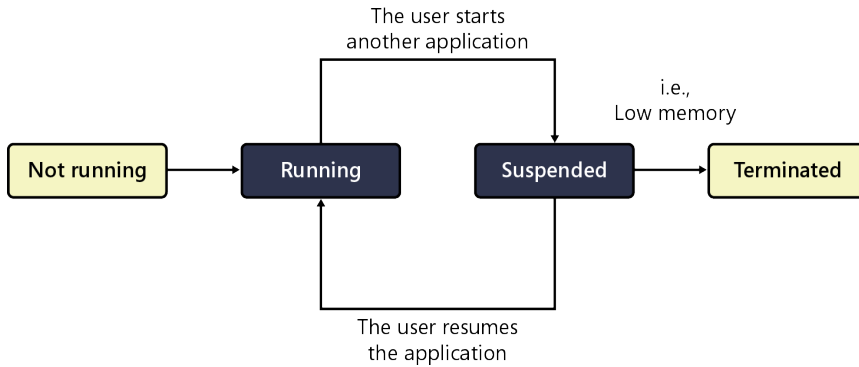 The user starts
another application
i.e.,
Low memory
Not running
Running
Suspended
Terminated
The user resumes
the application